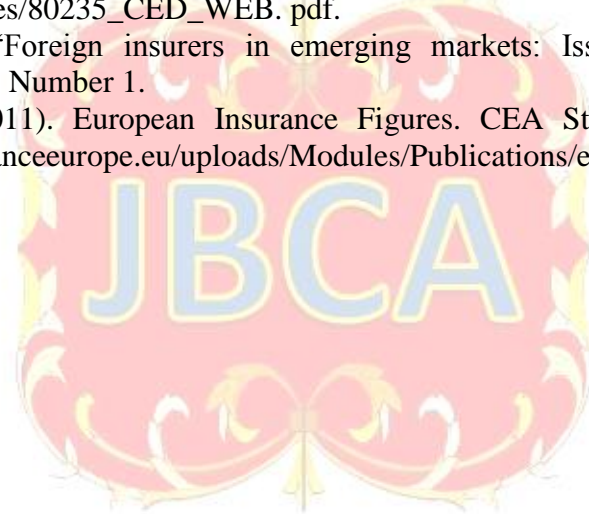 es/80235_CED_WEB. pdf.
“Foreign insurers in emerging markets: Iss
Number 1.
011). European Insurance Figures. CEA St
anceeurope.eu/uploads/Modules/Publications/e
JBCA